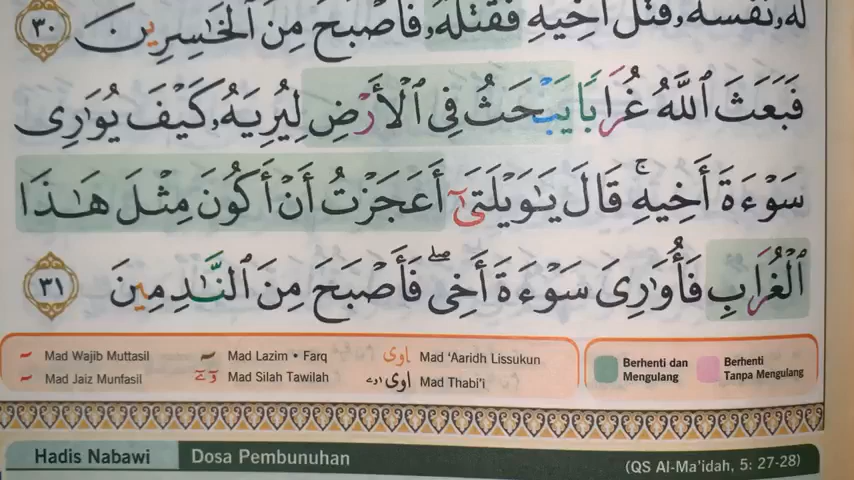 لَهُۥ نَفْسُهُۥ قَتْلَ أَخِيهِ فَقَتَلَهُۥ فَأَصْبَحَ مِنَ ٱلْخَٰسِرِينَ ٣٠
فَبَعَثَ ٱللَّهُ غُرَابًا يَبْحَثُ فِى ٱلْأَرْضِ لِيُرِيَهُۥ كَيْفَ يُوَٰرِى
سَوْءَةَ أَخِيهِ ۚ قَالَ يَٰوَيْلَتَىٰٓ أَعَجَزْتُ أَنْ أَكُونَ مِثْلَ هَٰذَا
ٱلْغُرَابِ فَأُوَٰرِىَ سَوْءَةَ أَخِى ۖ فَأَصْبَحَ مِنَ ٱلنَّٰدِمِينَ ٣١
Mad Wajib Muttasil
Mad Jaiz Munfasil
Mad Lazim • Farq
Mad Silah Tawilah
Mad 'Aaridh Lissukun
Mad Thabi'i
Berhenti dan
Mengulang
Berhenti
Tanpa Mengulang
Hadis Nabawi Dosa Pembunuhan (QS Al-Ma'idah, 5: 27-28)